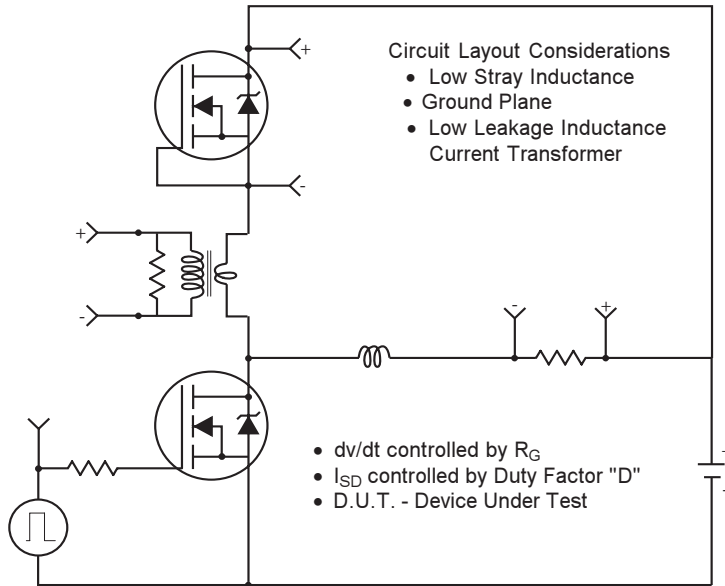 +
Circuit Layout Considerations
• Low Stray Inductance
• Ground Plane
• Low Leakage Inductance
Current Transformer
-
+
-
- +
• dv/dt controlled by RG
• ISD controlled by Duty Factor "D"
• D.U.T. - Device Under Test